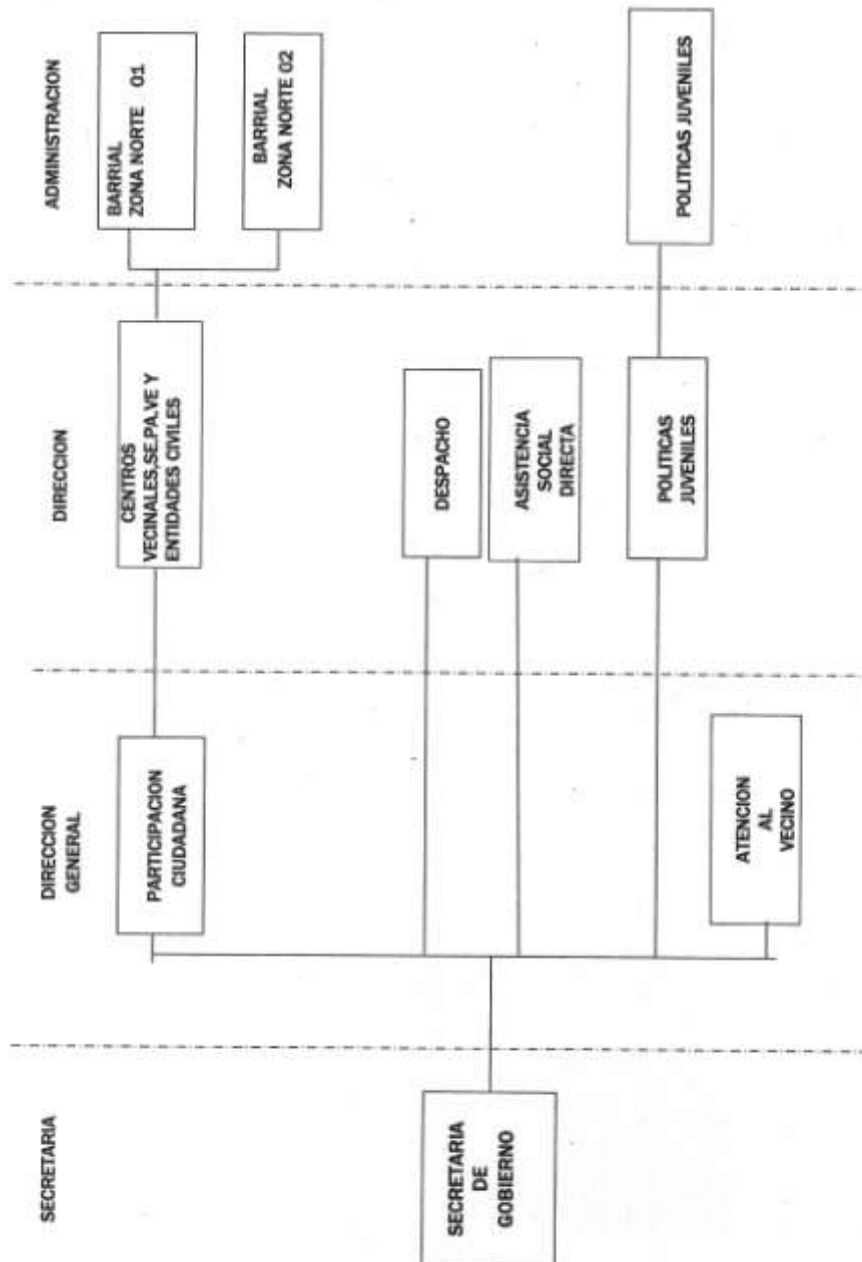 SECRETARIA
DIRECCION
GENERAL
DIRECCION
ADMINISTRACION
SECRETARIA
DE
GOBIERNO
PARTICIPACION
CIUDADANA
CENTROS
VECINALES,SE.PA.VE Y
ENTIDADES CIVILES
BARRIAL
ZONA NORTE 01
BARRIAL
ZONA NORTE 02
DESPACHO
ASISTENCIA
SOCIAL
DIRECTA
POLITICAS
JUVENILES
POLITICAS JUVENILES
ATENCION
AL
VECINO